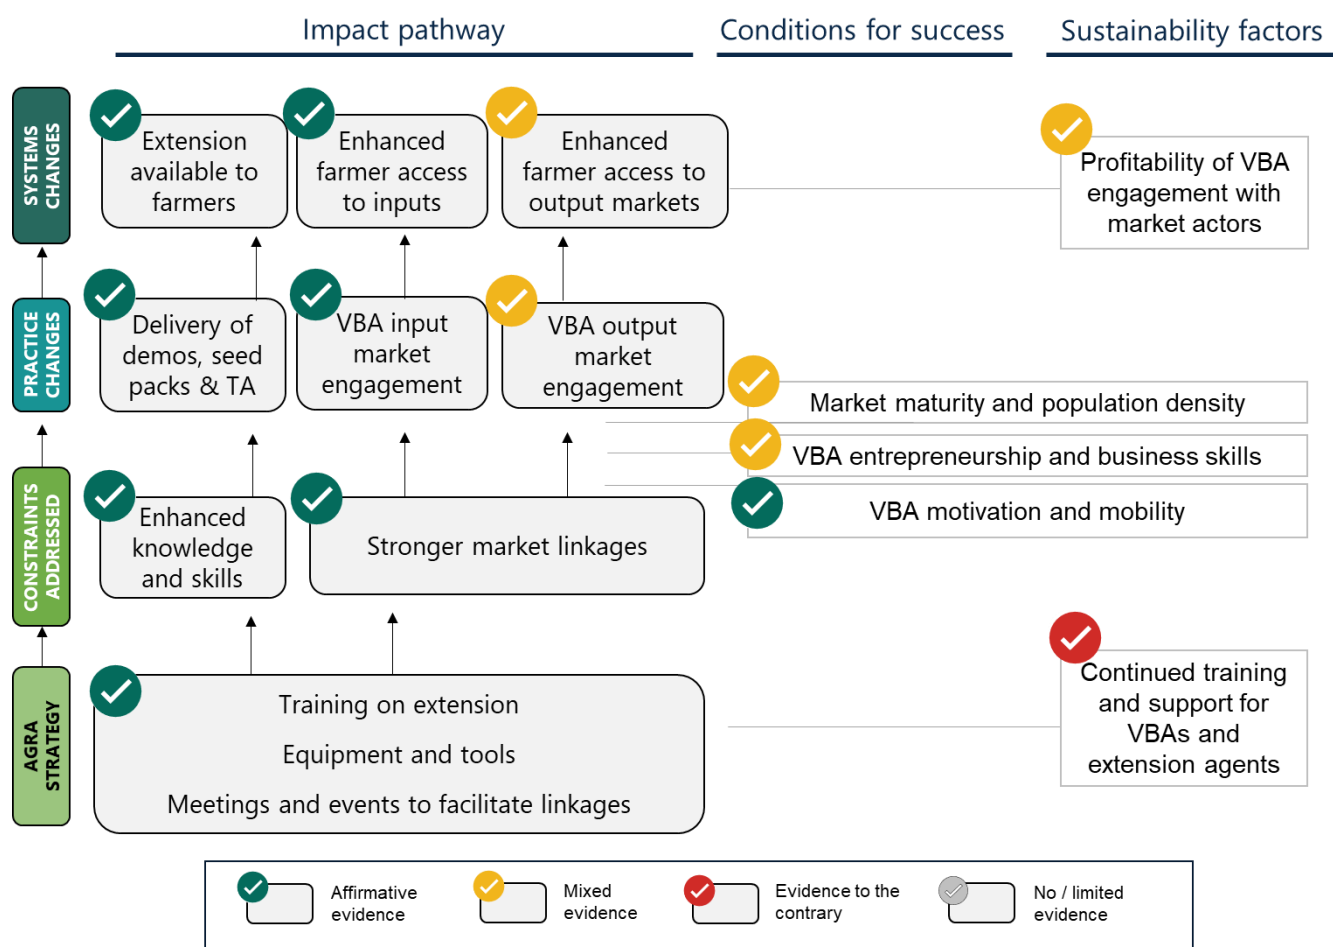 Impact pathway
Conditions for success
Sustainability factors
SYSTEMS
CHANGES
Extension
available to
farmers
Enhanced
farmer access
to inputs
Enhanced
farmer access to
output markets
Profitability of VBA
engagement with
market actors
PRACTICE
CHANGES
Delivery of
demos, seed
packs & TA
VBA input
market
engagement
VBA output
market
engagement
Market maturity and population density
VBA entrepreneurship and business skills
VBA motivation and mobility
CONSTRAINTS
ADDRESSED
Enhanced
knowledge
and skills
Stronger market linkages
AGRA
STRATEGY
Training on extension
Equipment and tools
Meetings and events to facilitate linkages
Continued training
and support for
VBAs and
extension agents
Affirmative
evidence
Mixed
evidence
Evidence to the
contrary
No / limited
evidence